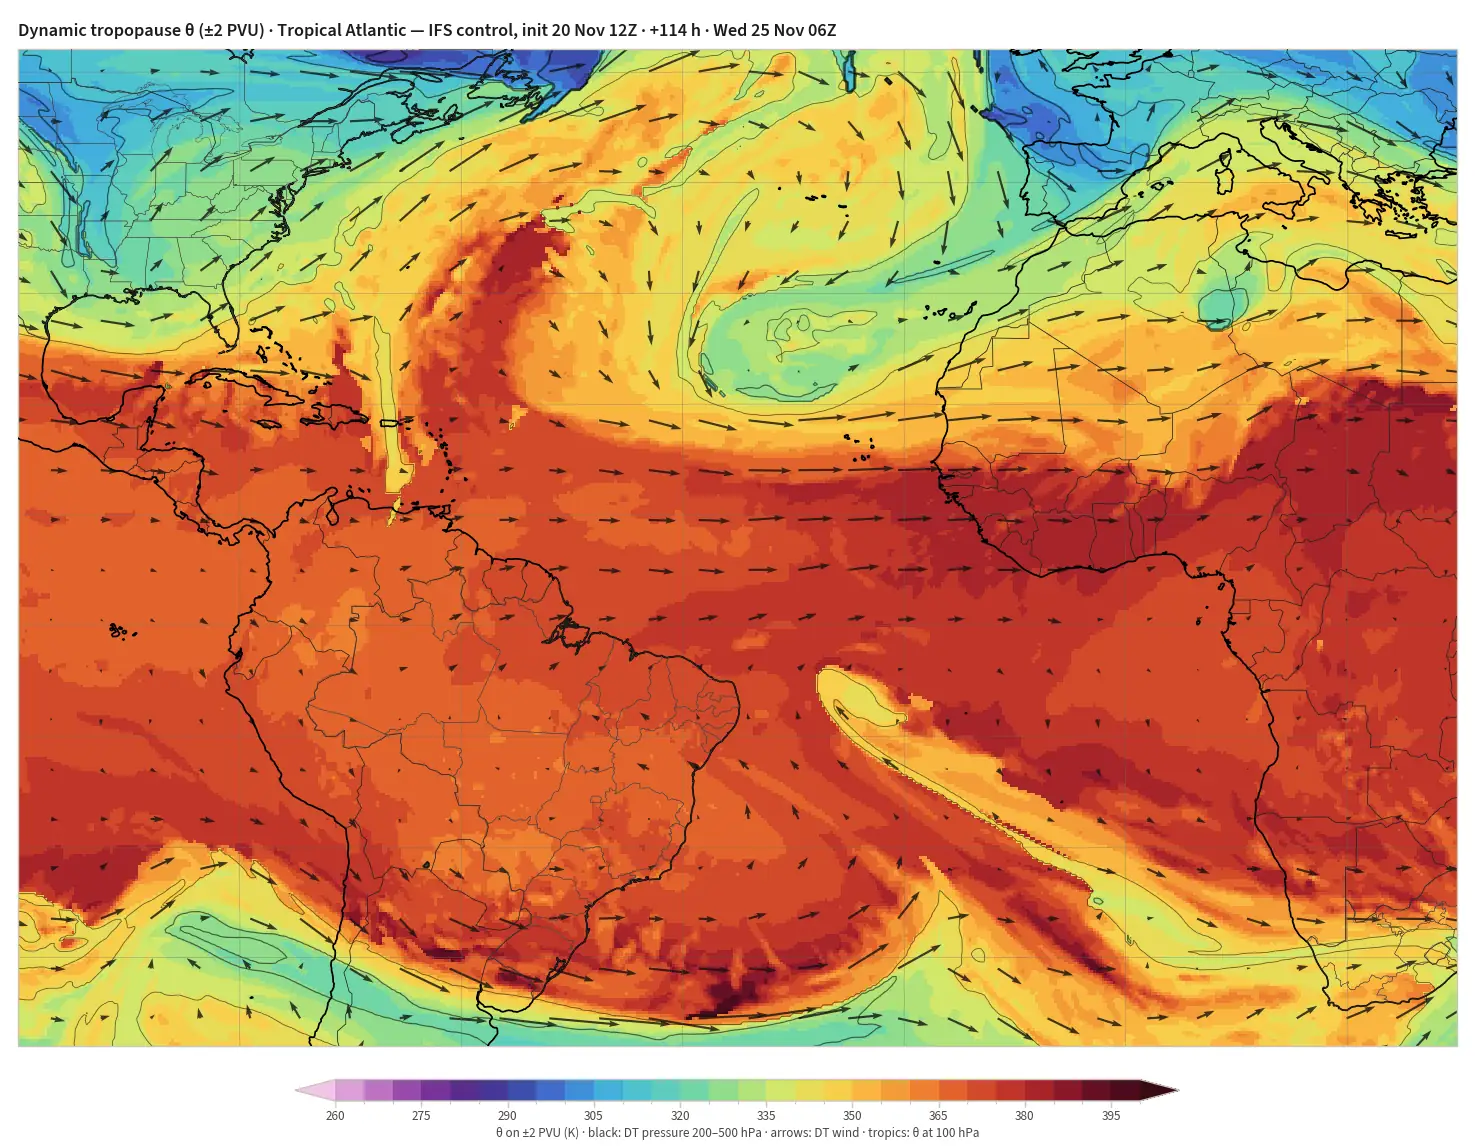 Dynamic tropopause θ (±2 PVU) · Tropical Atlantic — IFS control, init 20 Nov 12Z · +114 h · Wed 25 Nov 06Z
260 275 290 305 320 335 350 365 380 395
θ on ±2 PVU (K) · black: DT pressure 200–500 hPa · arrows: DT wind · tropics: θ at 100 hPa